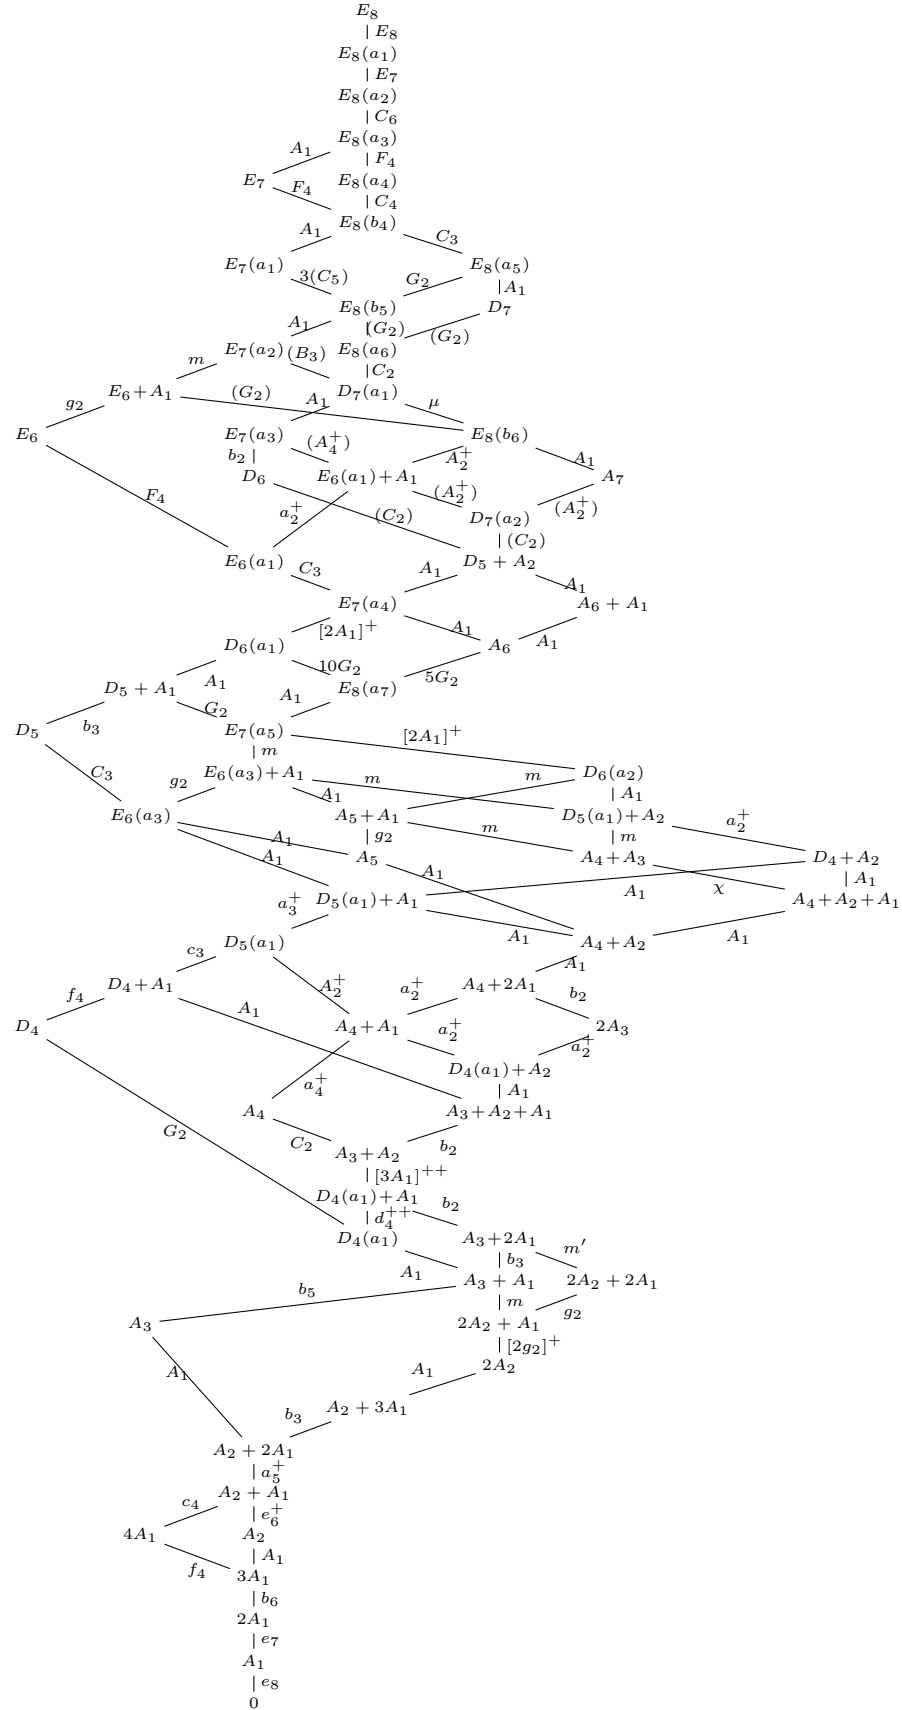 E₈
E₈
E₈(a₁)
E₇
E₈(a₂)
C₆
E₈(a₃)
A₁
F₄
E₇
E₈(a₄)
F₄
C₄
E₈(b₄)
A₁
C₃
E₇(a₁)
E₈(a₅)
3(C₅)
G₂
A₁
E₈(b₅)
D₇
A₁
(G₂)
(G₂)
E₇(a₂)
(B₃)
E₈(a₆)
m
C₂
E₆+A₁
(G₂)
D₇(a₁)
g₂
A₁
μ
E₆
E₇(a₃)
(A₄⁺)
E₈(b₆)
b₂
A₂⁺
A₁
D₆
E₆(a₁)+A₁
A₇
(A₂⁺)
(A₂⁺)
F₄
a₂⁺
(C₂)
D₇(a₂)
(C₂)
E₆(a₁)
C₃
A₁
D₅ + A₂
A₁
E₇(a₄)
A₆ + A₁
[2A₁]⁺
A₁
A₁
D₆(a₁)
A₆
10G₂
5G₂
D₅ + A₁
A₁
A₁
E₈(a₇)
b₃
G₂
D₅
E₇(a₅)
[2A₁]⁺
m
C₃
g₂
E₆(a₃)+A₁
m
m
D₆(a₂)
A₁
A₁
E₆(a₃)
A₅ + A₁
D₅(a₁)+A₂
a₂⁺
A₁
g₂
m
m
A₁
A₅
A₄+A₃
D₄+A₂
A₁
A₁
χ
A₁
a₃⁺
D₅(a₁)+A₁
A₄+A₂+A₁
c₃
D₅(a₁)
A₁
A₄+A₂
A₁
A₁
f₄
D₄+A₁
A₂⁺
a₂⁺
A₄+2A₁
b₂
A₁
D₄
A₄+A₁
a₂⁺
2A₃
a₂⁺
a₄⁺
D₄(a₁)+A₂
A₁
A₄
A₃+A₂+A₁
G₂
C₂
A₃+A₂
b₂
[3A₁]⁺⁺
D₄(a₁)+A₁
b₂
d₄⁺⁺
D₄(a₁)
A₃+2A₁
m′
A₁
b₃
b₅
A₃ + A₁
2A₂ + 2A₁
m
g₂
A₃
2A₂ + A₁
[2g₂]⁺
A₁
A₁
2A₂
b₃
A₂ + 3A₁
A₂ + 2A₁
a₅⁺
c₄
A₂ + A₁
e₆⁺
4A₁
A₂
A₁
f₄
3A₁
b₆
2A₁
e₇
A₁
e₈
0